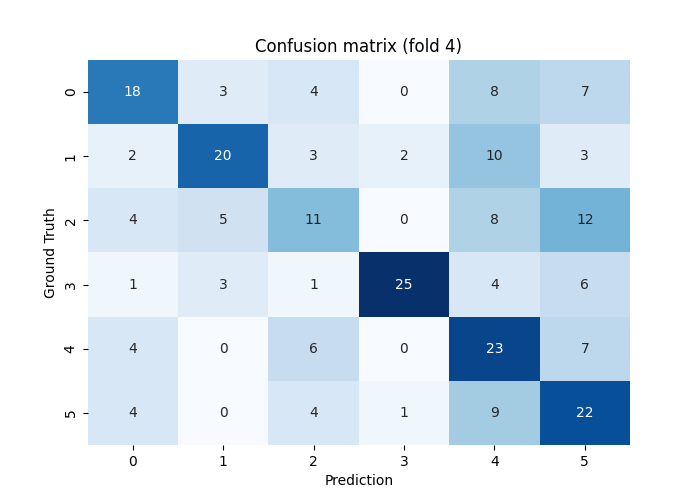 Confusion matrix (fold 4)
Ground Truth
0 18 3 4 0 8 7
1 2 20 3 2 10 3
2 4 5 11 0 8 12
3 1 3 1 25 4 6
4 4 0 6 0 23 7
5 4 0 4 1 9 22
0 1 2 3 4 5
Prediction